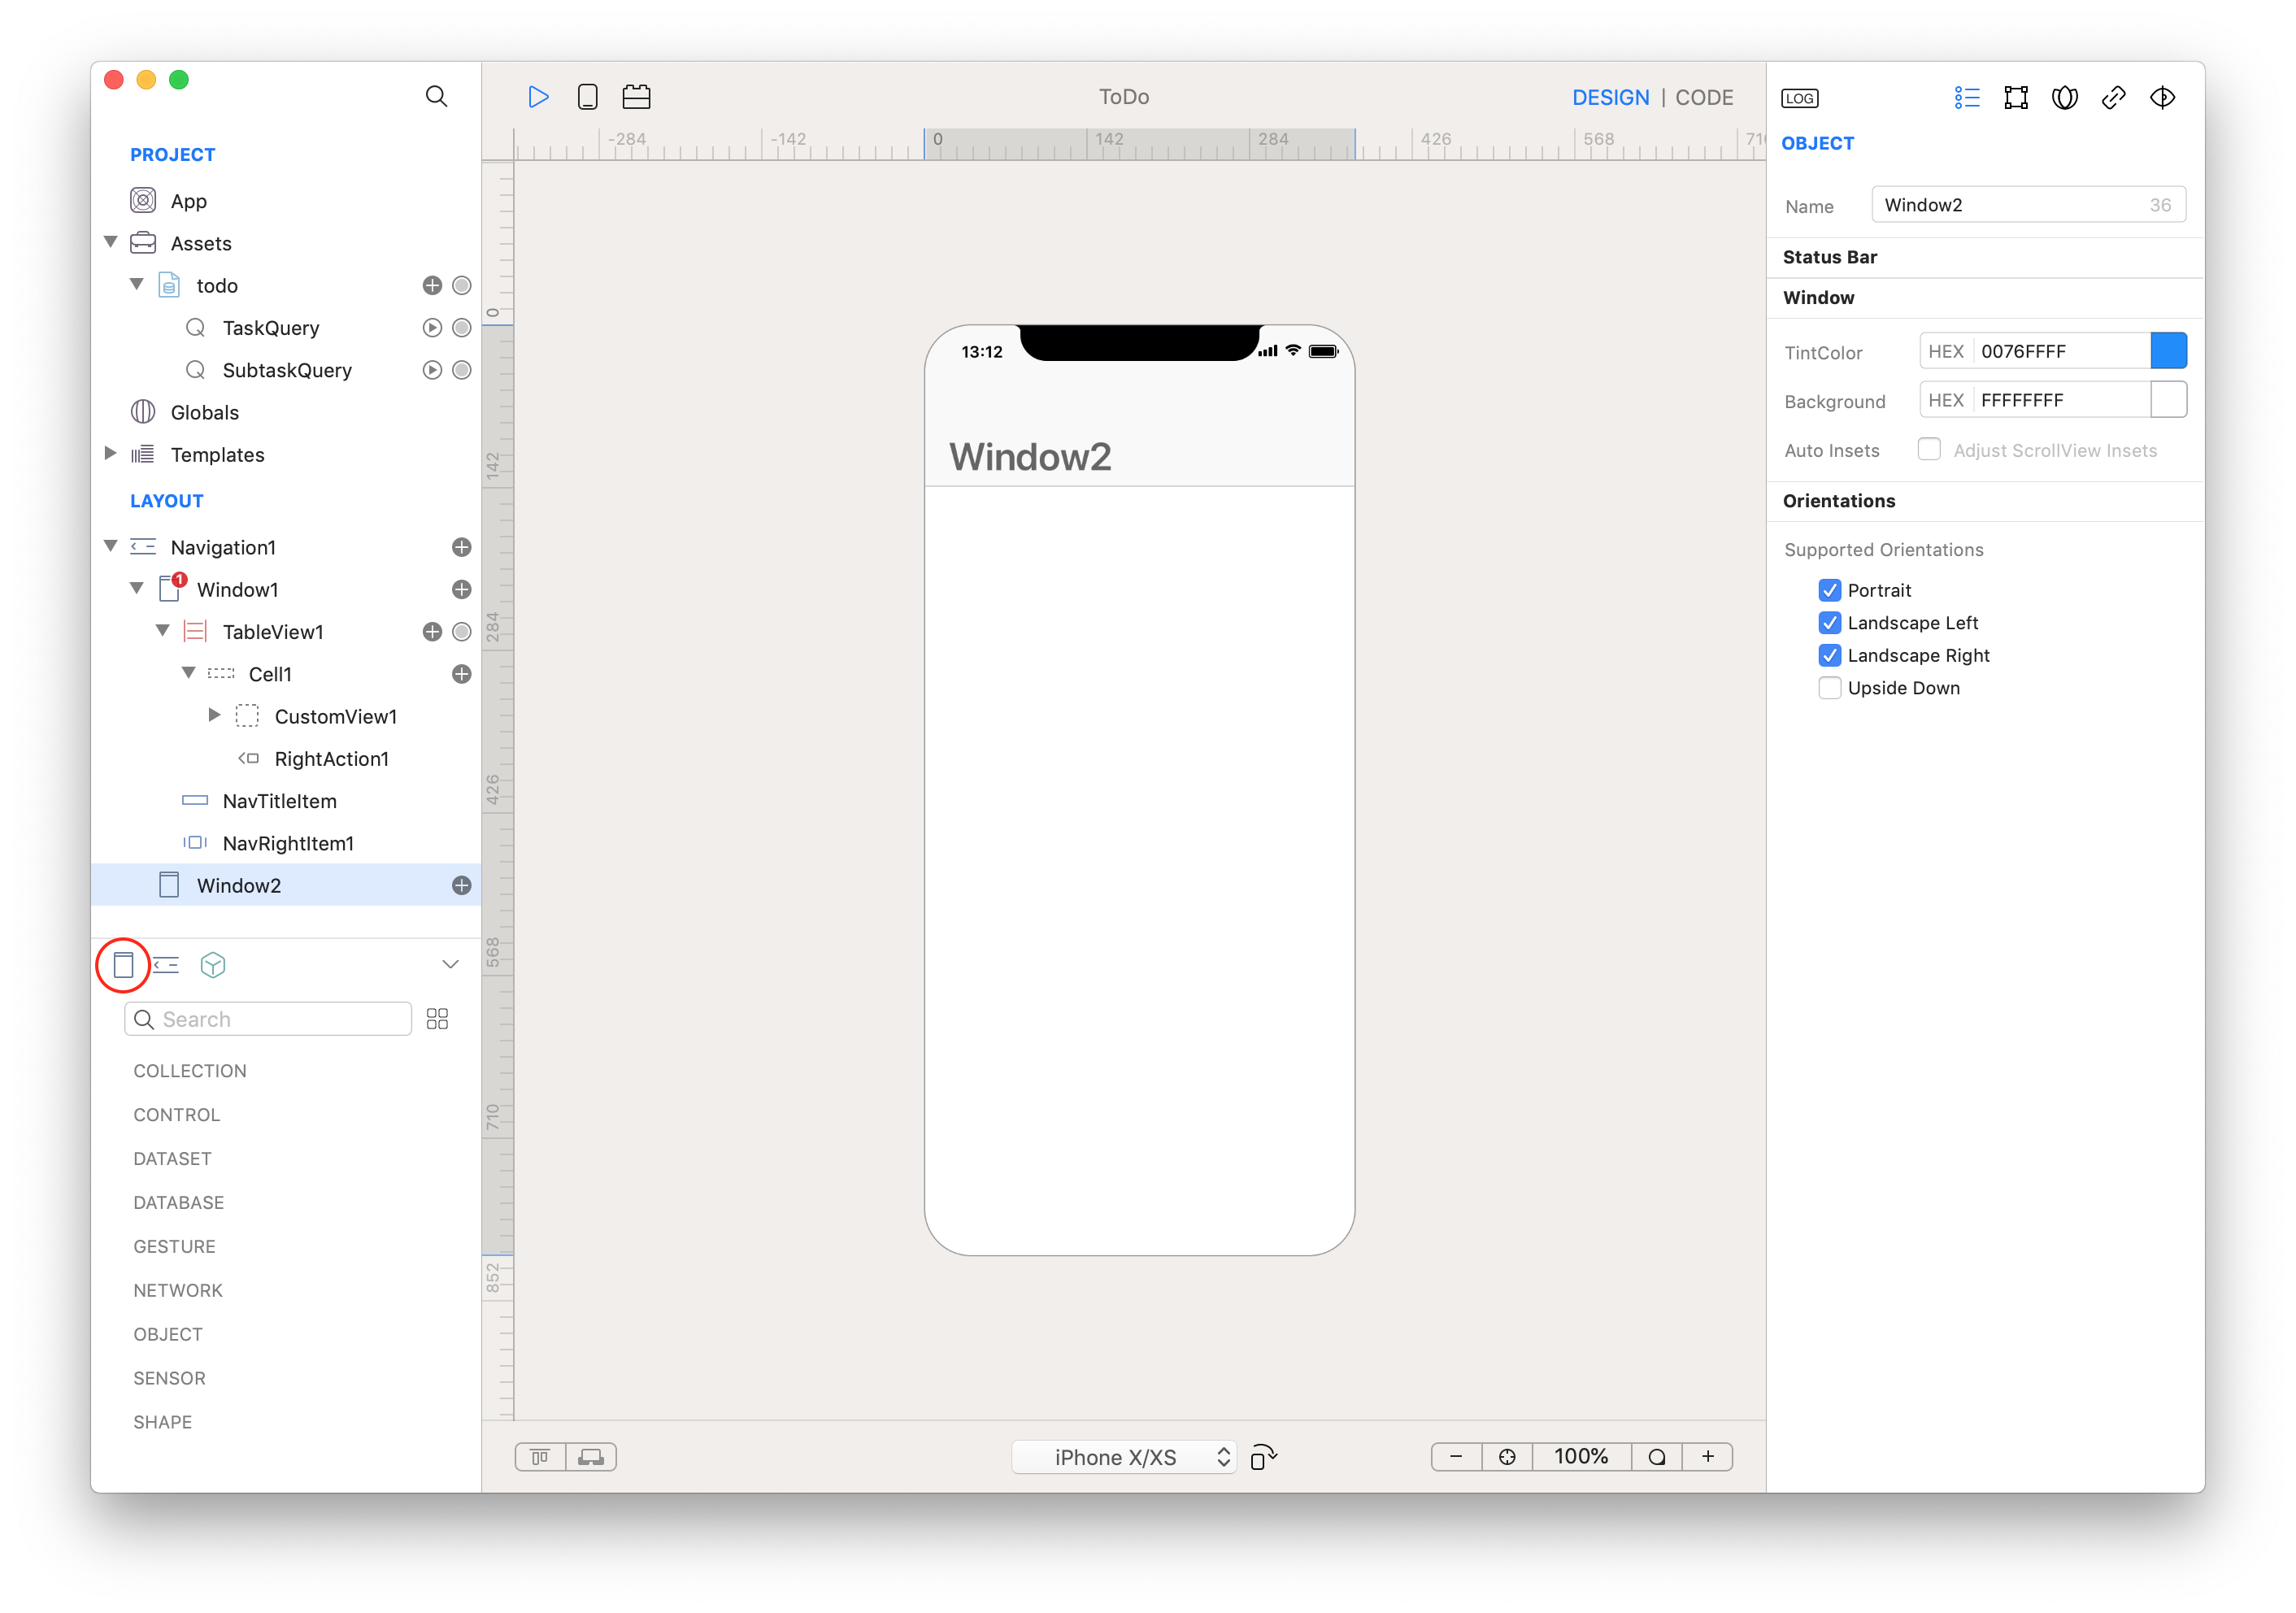 PROJECT
App
Assets
todo
TaskQuery
SubtaskQuery
Globals
Templates
LAYOUT
Navigation1
1
Window1
TableView1
Cell1
CustomView1
RightAction1
NavTitleItem
NavRightItem1
Window2
Search
COLLECTION
CONTROL
DATASET
DATABASE
GESTURE
NETWORK
OBJECT
SENSOR
SHAPE
ToDo
DESIGN | CODE
-284 -142 0 142 284 426 568
0
142
284
426
568
710
852
13:12
Window2
iPhone X/XS
− 100% +
LOG
OBJECT
Name Window2 36
Status Bar
Window
TintColor HEX 0076FFFF
Background HEX FFFFFFFF
Auto Insets Adjust ScrollView Insets
Orientations
Supported Orientations
Portrait
Landscape Left
Landscape Right
Upside Down